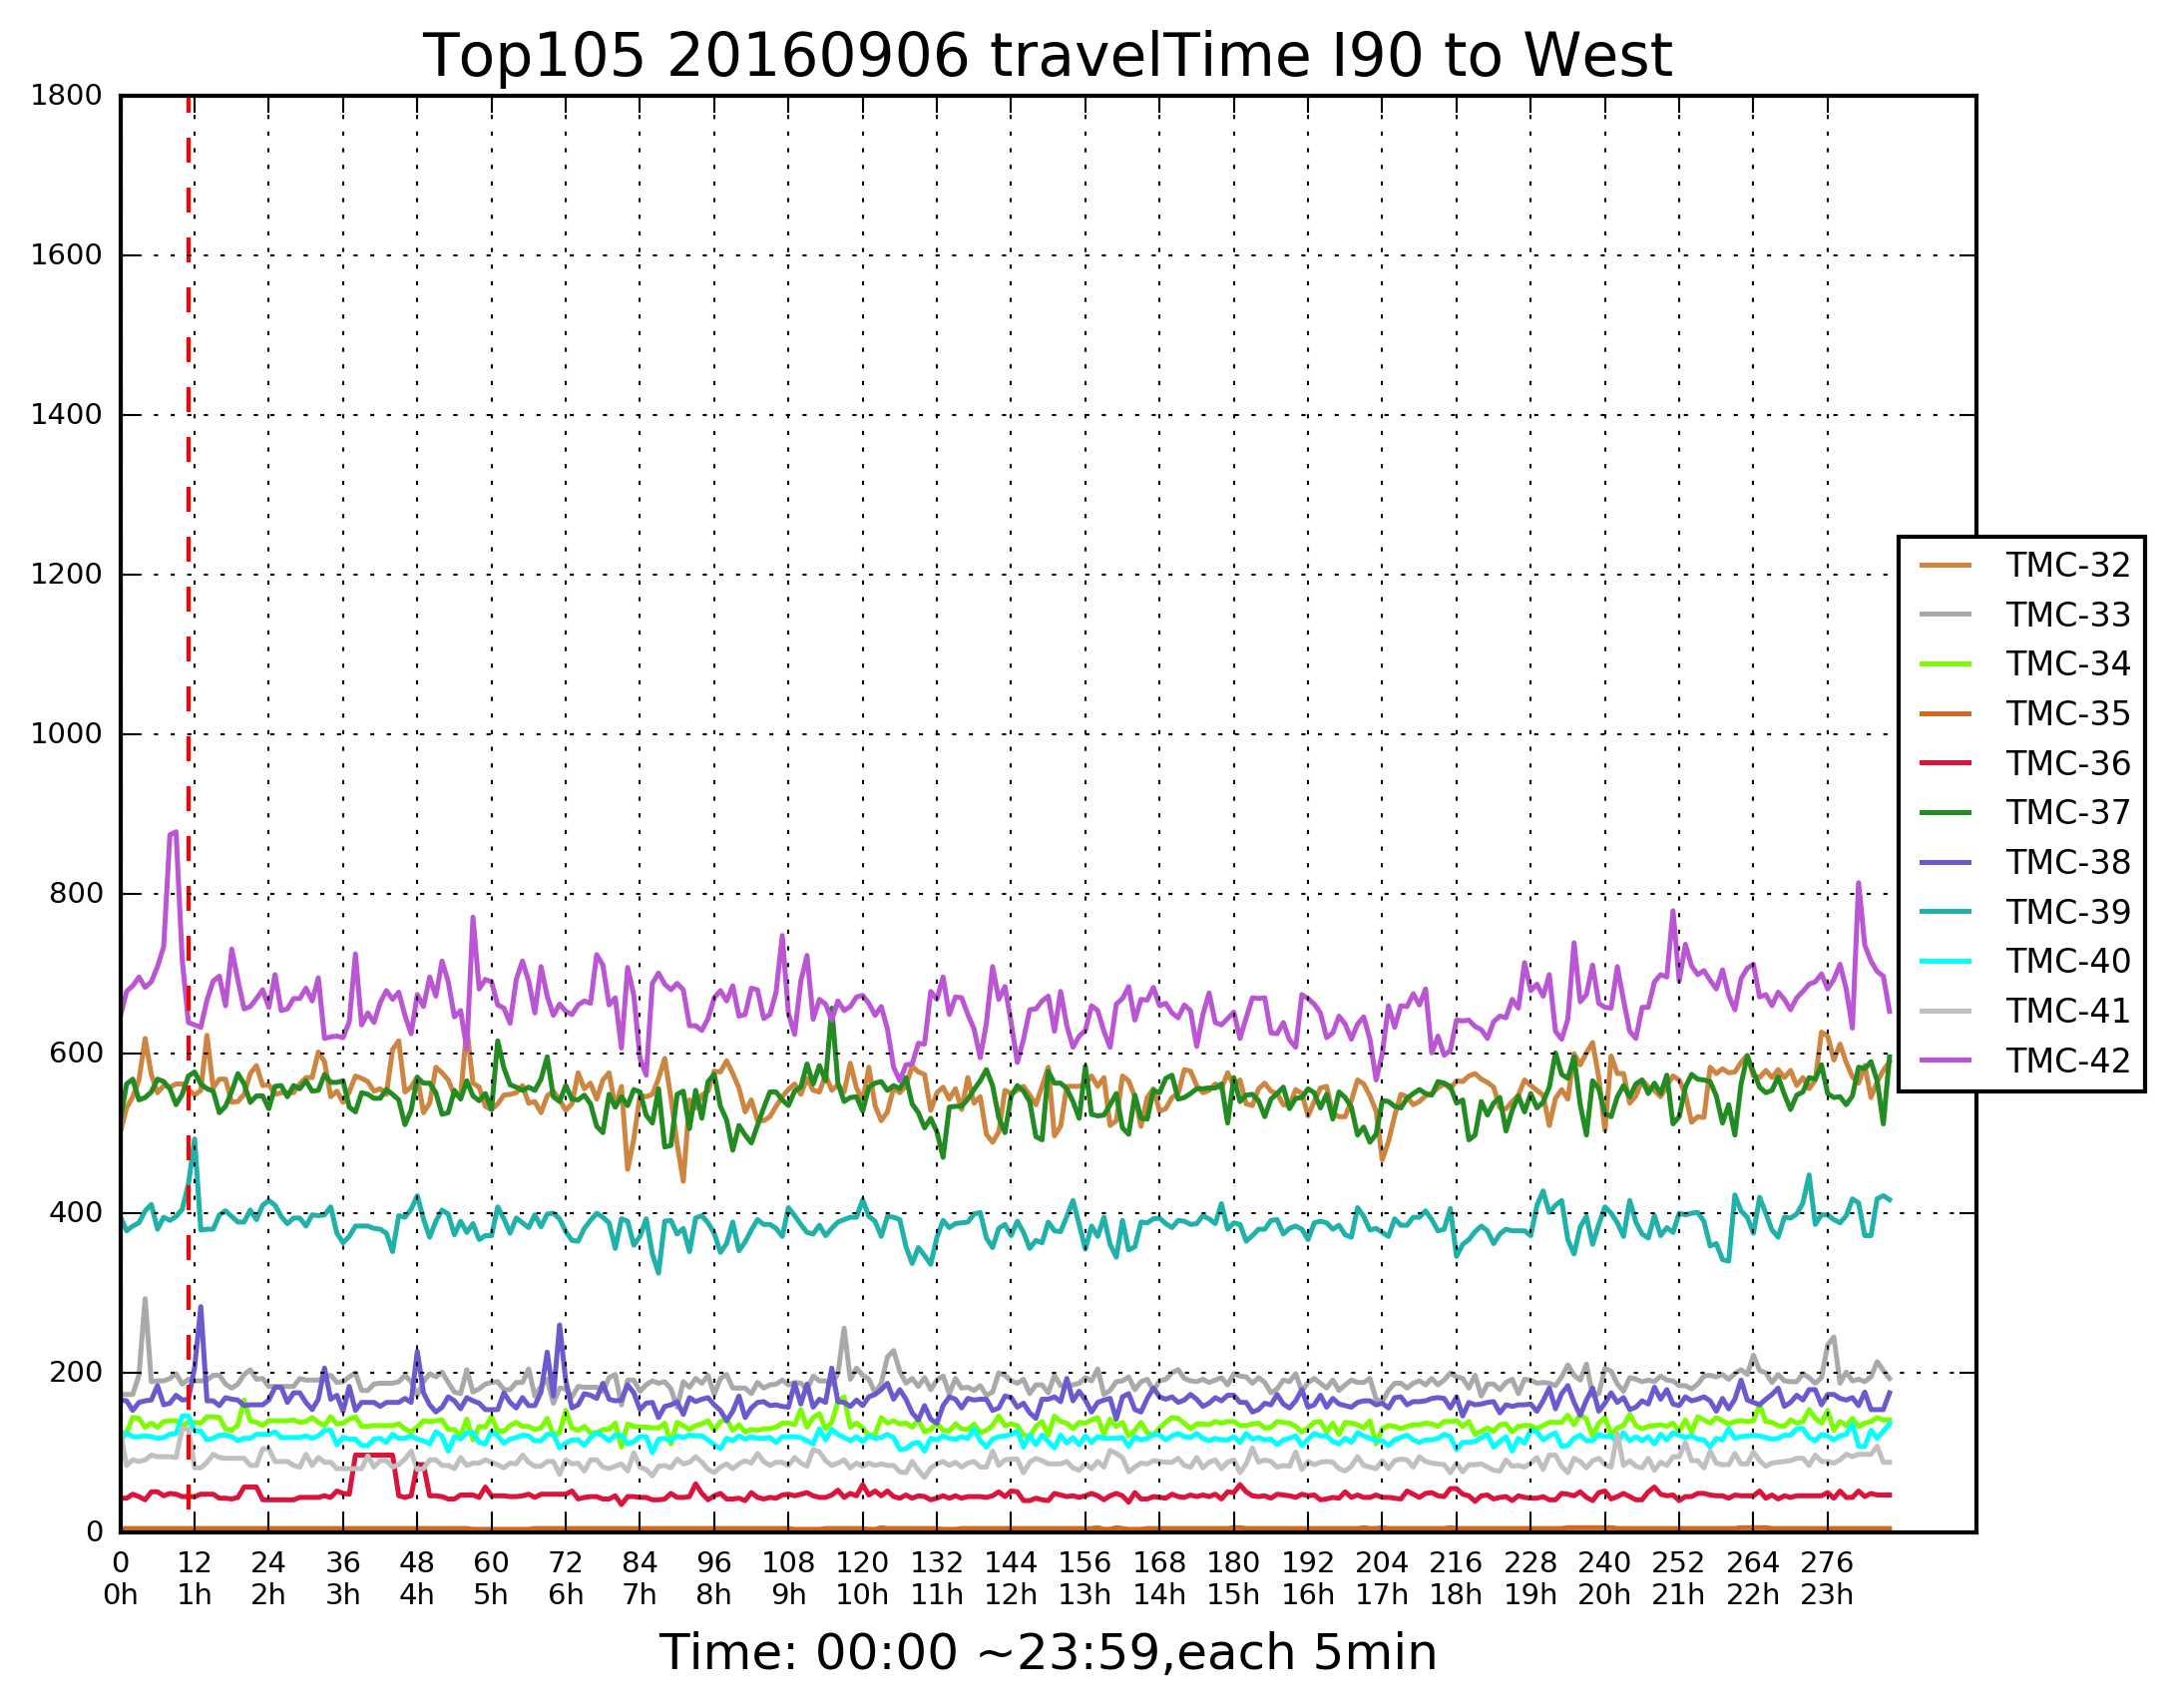 Top105 20160906 travelTime I90 to West
1800
1600
1400
1200
1000
800
600
400
200
0
TMC-32
TMC-33
TMC-34
TMC-35
TMC-36
TMC-37
TMC-38
TMC-39
TMC-40
TMC-41
TMC-42
0 12 24 36 48 60 72 84 96 108 120 132 144 156 168 180 192 204 216 228 240 252 264 276
0h 1h 2h 3h 4h 5h 6h 7h 8h 9h 10h 11h 12h 13h 14h 15h 16h 17h 18h 19h 20h 21h 22h 23h
Time: 00:00 ~23:59,each 5min